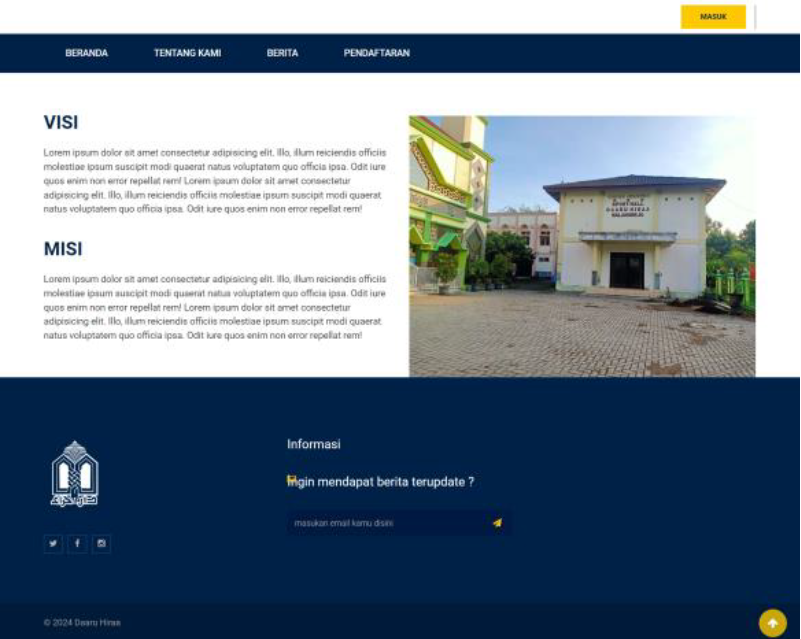 MASUK
BERANDA TENTANG KAMI BERITA PENDAFTARAN
VISI
Lorem ipsum dolor sit amet consectetur adipisicing elit. Illo, illum reiciendis officiis
molestiae ipsum suscipit modi quaerat natus voluptatem quo officia ipsa. Odit iure
quos enim non error repellat rem! Lorem ipsum dolor sit amet consectetur
adipisicing elit. Illo, illum reiciendis officiis molestiae ipsum suscipit modi quaerat
natus voluptatem quo officia ipsa. Odit iure quos enim non error repellat rem!
MISI
Lorem ipsum dolor sit amet consectetur adipisicing elit. Illo, illum reiciendis officiis
molestiae ipsum suscipit modi quaerat natus voluptatem quo officia ipsa. Odit iure
quos enim non error repellat rem! Lorem ipsum dolor sit amet consectetur
adipisicing elit. Illo, illum reiciendis officiis molestiae ipsum suscipit modi quaerat
natus voluptatem quo officia ipsa. Odit iure quos enim non error repellat rem!
DAARU HIRAS
Informasi
Ingin mendapat berita terupdate ?
masukan email kamu disini
© 2024 Daaru Hiraa